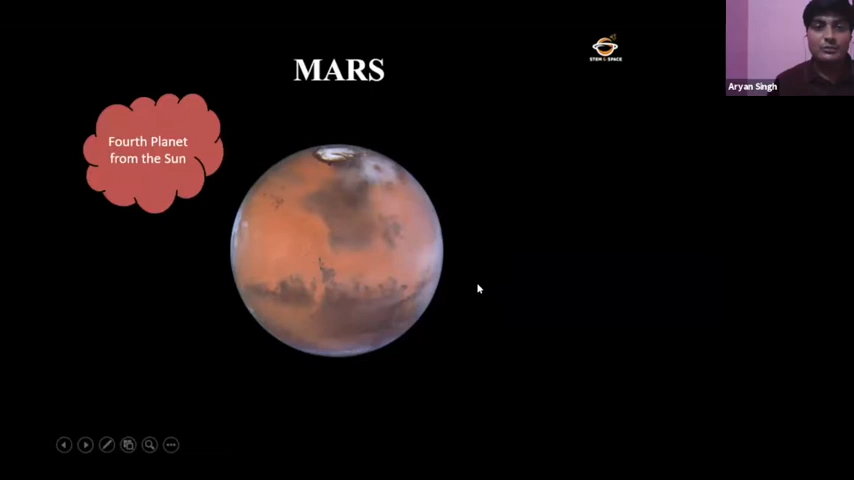 MARS
STEM & SPACE
Aryan Singh
Fourth Planet
from the Sun